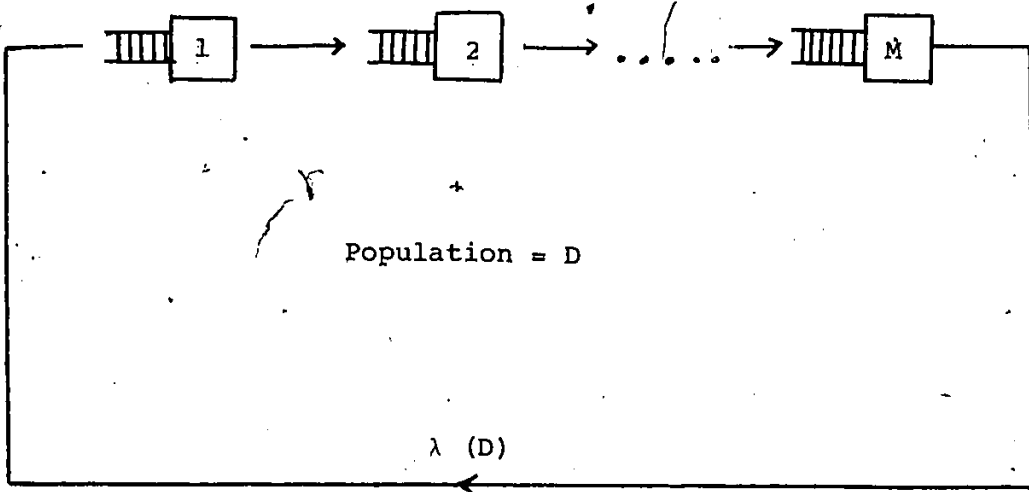 1 2 ..... M
Population = D
λ (D)